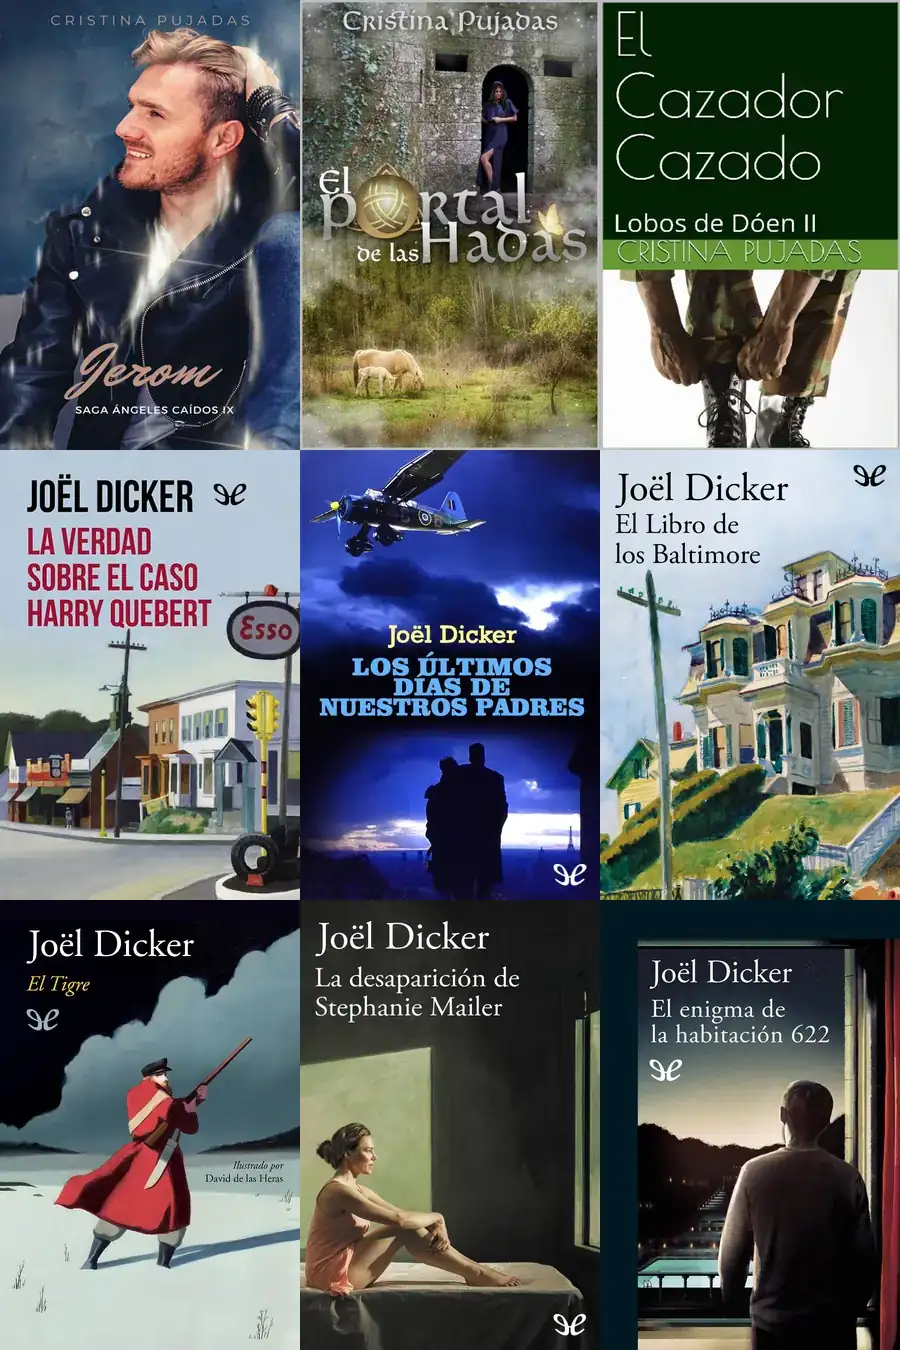 CRISTINA PUJADAS
Jerom
SAGA ÁNGELES CAÍDOS IX
Cristina Pujadas
El
portal
de las Hadas
El
Cazador
Cazado
Lobos de Dóen II
CRISTINA PUJADAS
JOËL DICKER
LA VERDAD
SOBRE EL CASO
HARRY QUEBERT
Esso
Joël Dicker
LOS ÚLTIMOS
DÍAS DE
NUESTROS PADRES
Joël Dicker
El Libro de
los Baltimore
Joël Dicker
El Tigre
Ilustrado por
David de las Heras
Joël Dicker
La desaparición de
Stephanie Mailer
Joël Dicker
El enigma de
la habitación 622